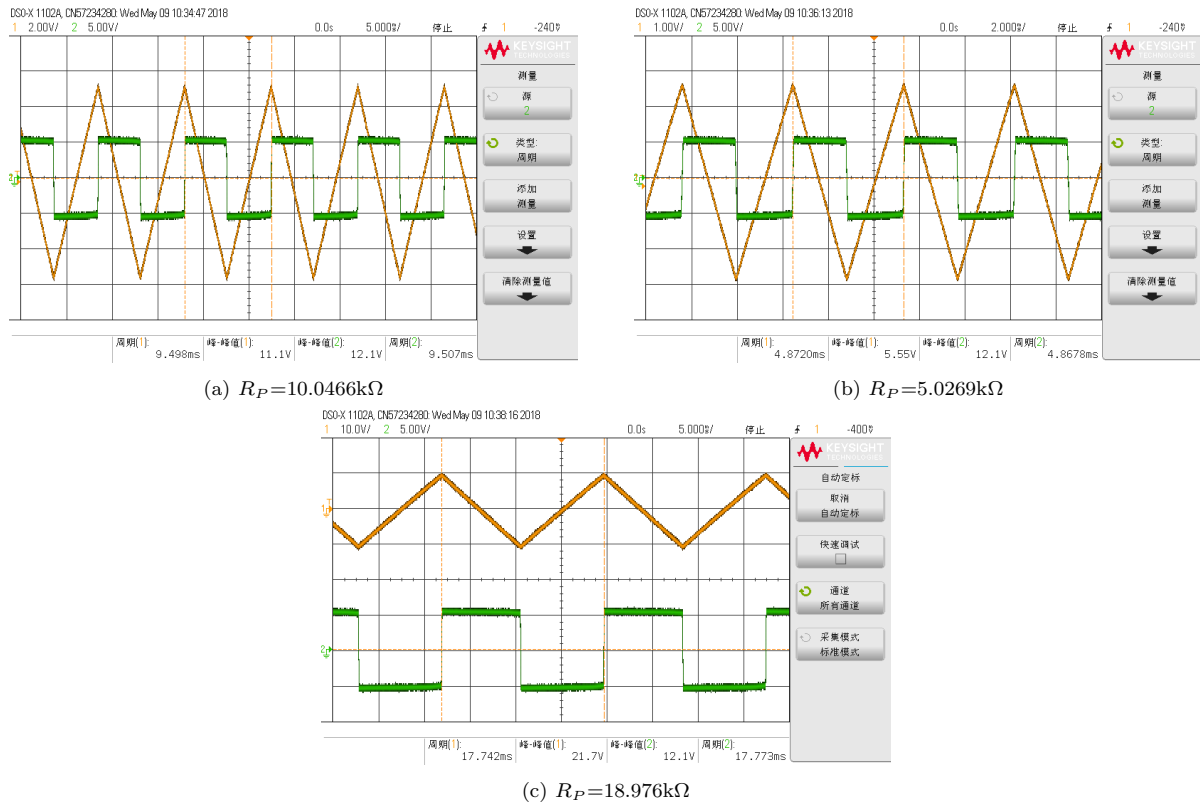 DSO-X 1102A, CN57234280: Wed May 09 10:34:47 2018
1 2.00V/ 2 5.00V/ 0.0s 5.000ms/ 停止 1 -240mV
KEYSIGHT
TECHNOLOGIES
测量
源
2
类型:
周期
添加
测量
设置
清除测量值
周期(1): 峰-峰值(1): 峰-峰值(2): 周期(2):
9.498ms 11.1V 12.1V 9.507ms
(a) R_P=10.0466kΩ
DSO-X 1102A, CN57234280: Wed May 09 10:36:13 2018
1 1.00V/ 2 5.00V/ 0.0s 2.000ms/ 停止 1 -240mV
KEYSIGHT
TECHNOLOGIES
测量
源
2
类型:
周期
添加
测量
设置
清除测量值
周期(1): 峰-峰值(1): 峰-峰值(2): 周期(2):
4.8720ms 5.55V 12.1V 4.8678ms
(b) R_P=5.0269kΩ
DSO-X 1102A, CN57234280: Wed May 09 10:38:16 2018
1 10.0V/ 2 5.00V/ 0.0s 5.000ms/ 停止 1 -400mV
KEYSIGHT
TECHNOLOGIES
自动定标
取消
自动定标
快速调试
通道
所有通道
采集模式
标准模式
周期(1): 峰-峰值(1): 峰-峰值(2): 周期(2):
17.742ms 21.7V 12.1V 17.773ms
(c) R_P=18.976kΩ